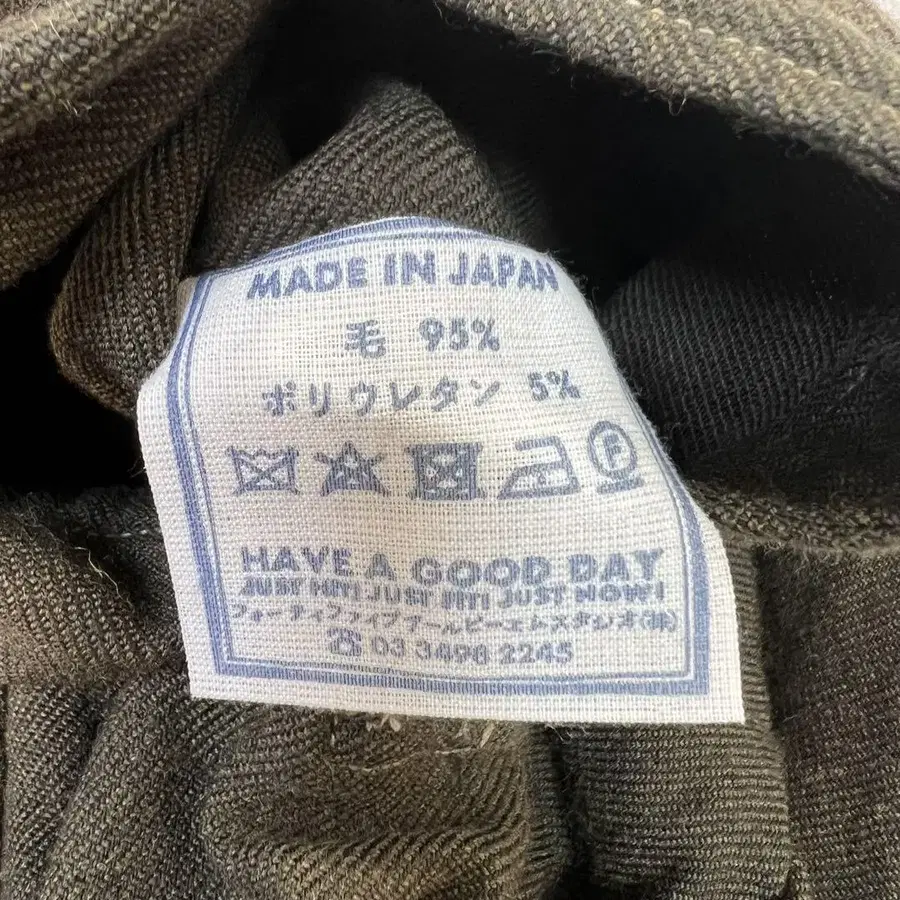 MADE IN JAPAN
毛 95%
ポリウレタン 5%
F
HAVE A GOOD DAY
JUST HIT! JUST FIT! JUST NOW!
フォーティファイブアールピーエムスタジオ(株)
☎ 03 3498 2245